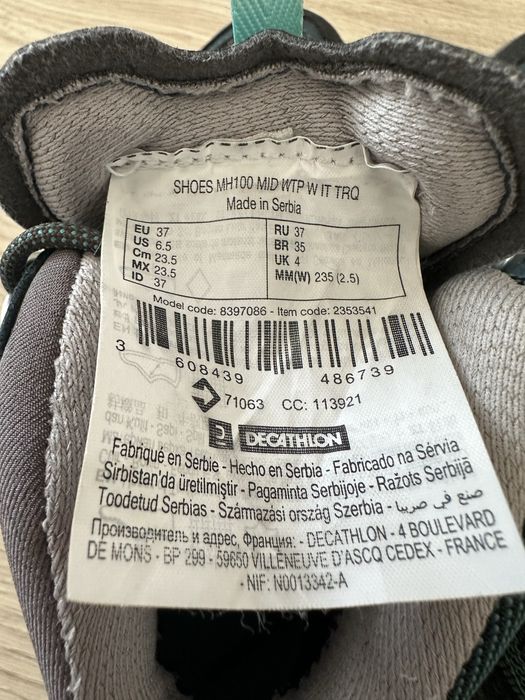 SHOES MH100 MID WTP W IT TRQ
Made in Serbia
EU 37
US 6.5
Cm 23.5
MX 23.5
ID 37
RU 37
BR 35
UK 4
MM(W) 235 (2.5)
Model code: 8397086 - Item code: 2353541
3 608439 486739
71063 CC: 113921
DECATHLON
Fabriqué en Serbie - Hecho en Serbia - Fabricado na Sérvia
Sırbistan'da üretilmiştir - Pagaminta Serbijoje - Ražots Serbijā
Toodetud Serbias - Származási ország Szerbia - صنع في صربيا
Производитель и адрес, Франция: - DECATHLON - 4 BOULEVARD
DE MONS - BP 299 - 59650 VILLENEUVE D'ASCQ CEDEX - FRANCE
- NIF: N0013342-A